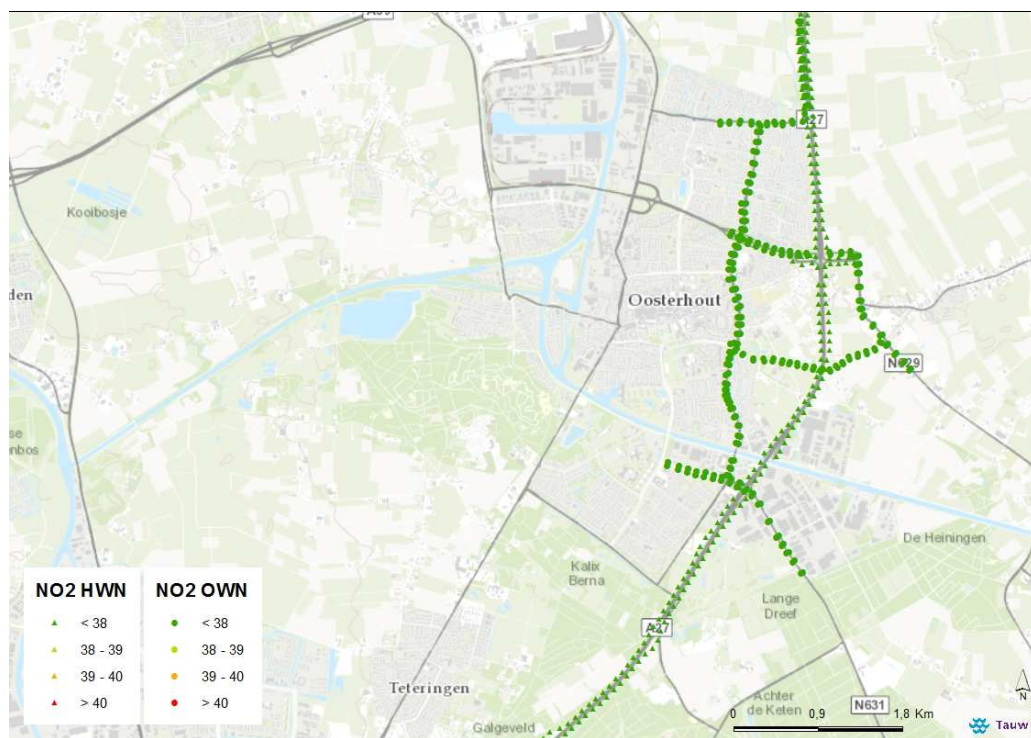 A27
Kooibosje
Oosterhout
N629
De Heiningen
Kalix
Berna
Lange
Dreef
A27
Teteringen
Achter
de Keten
N631
Galgeveld
NO2 HWN
NO2 OWN
< 38
< 38
38 - 39
38 - 39
39 - 40
39 - 40
> 40
> 40
0
0,9
1,8 Km
N
Tauw
den
se
enbos